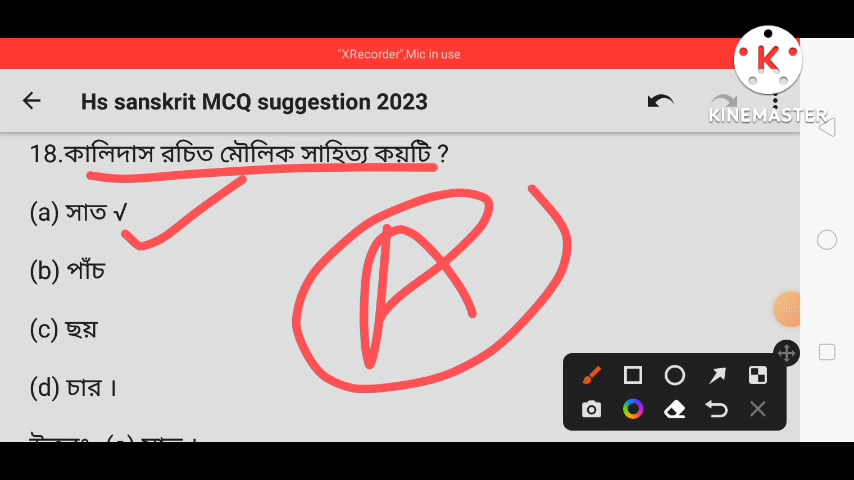 "XRecorder",Mic in use
K
KINEMASTER
Hs sanskrit MCQ suggestion 2023
18.কালিদাস রচিত মৌলিক সাহিত্য কয়টি ?
(a) সাত √
(b) পাঁচ
(c) ছয়
(d) চার ।
A